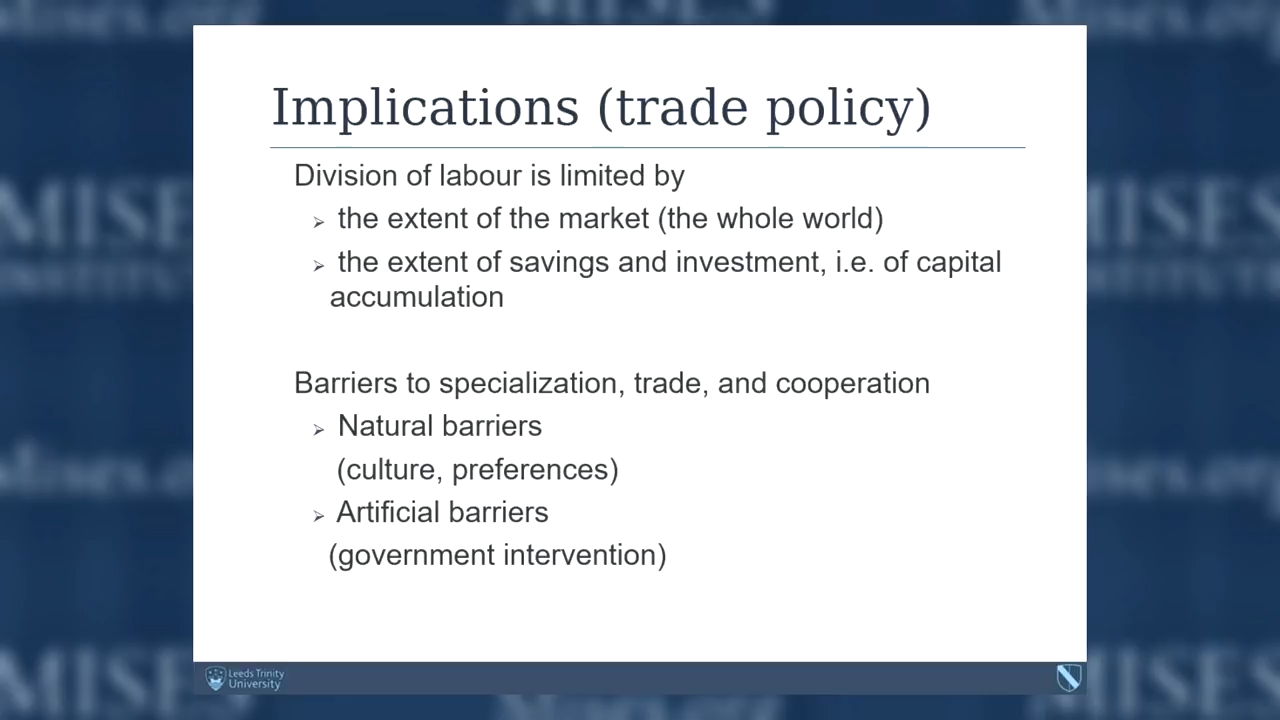 Implications (trade policy)
Division of labour is limited by
➢ the extent of the market (the whole world)
➢ the extent of savings and investment, i.e. of capital
accumulation
Barriers to specialization, trade, and cooperation
➢ Natural barriers
(culture, preferences)
➢ Artificial barriers
(government intervention)
Leeds Trinity
University